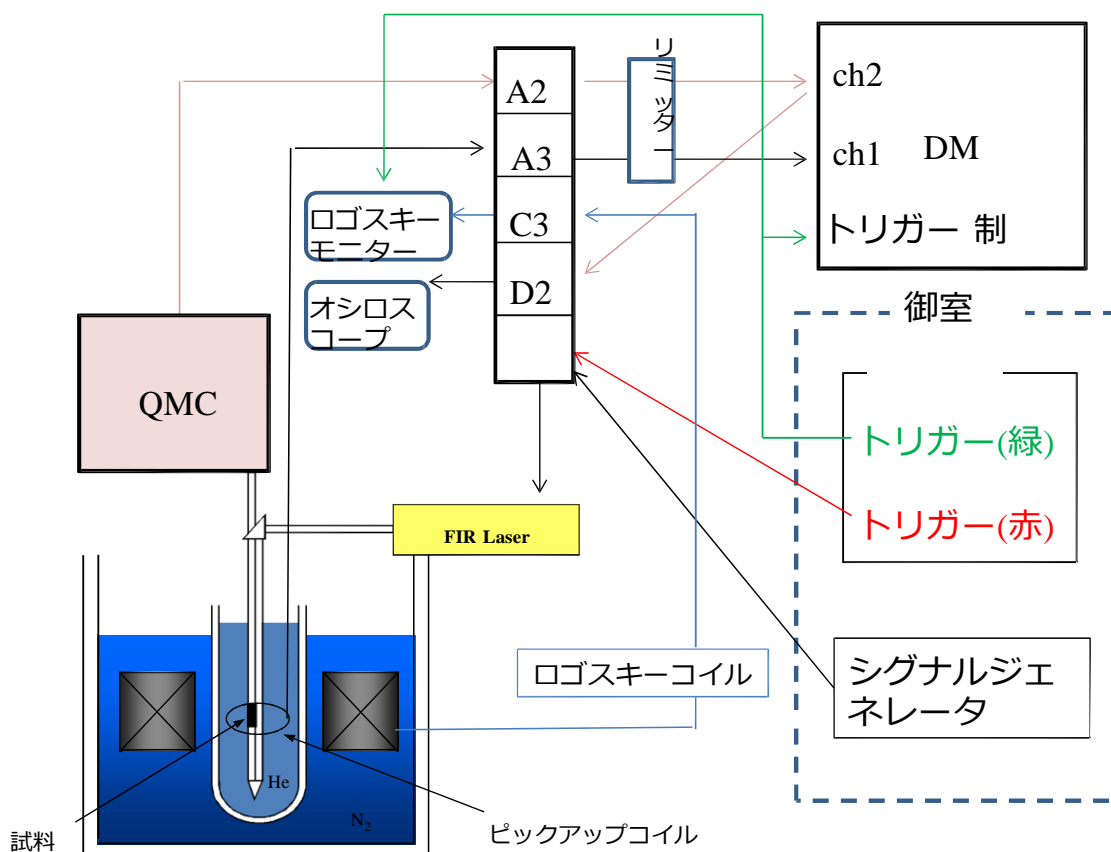 リミッター
A2
ch2
A3
ch1 DM
ロゴスキー
モニター
C3
トリガー 制
御室
D2
オシロス
コープ
QMC
トリガー(緑)
トリガー(赤)
FIR Laser
ロゴスキーコイル
シグナルジェ
ネレータ
He
N₂
試料
ピックアップコイル